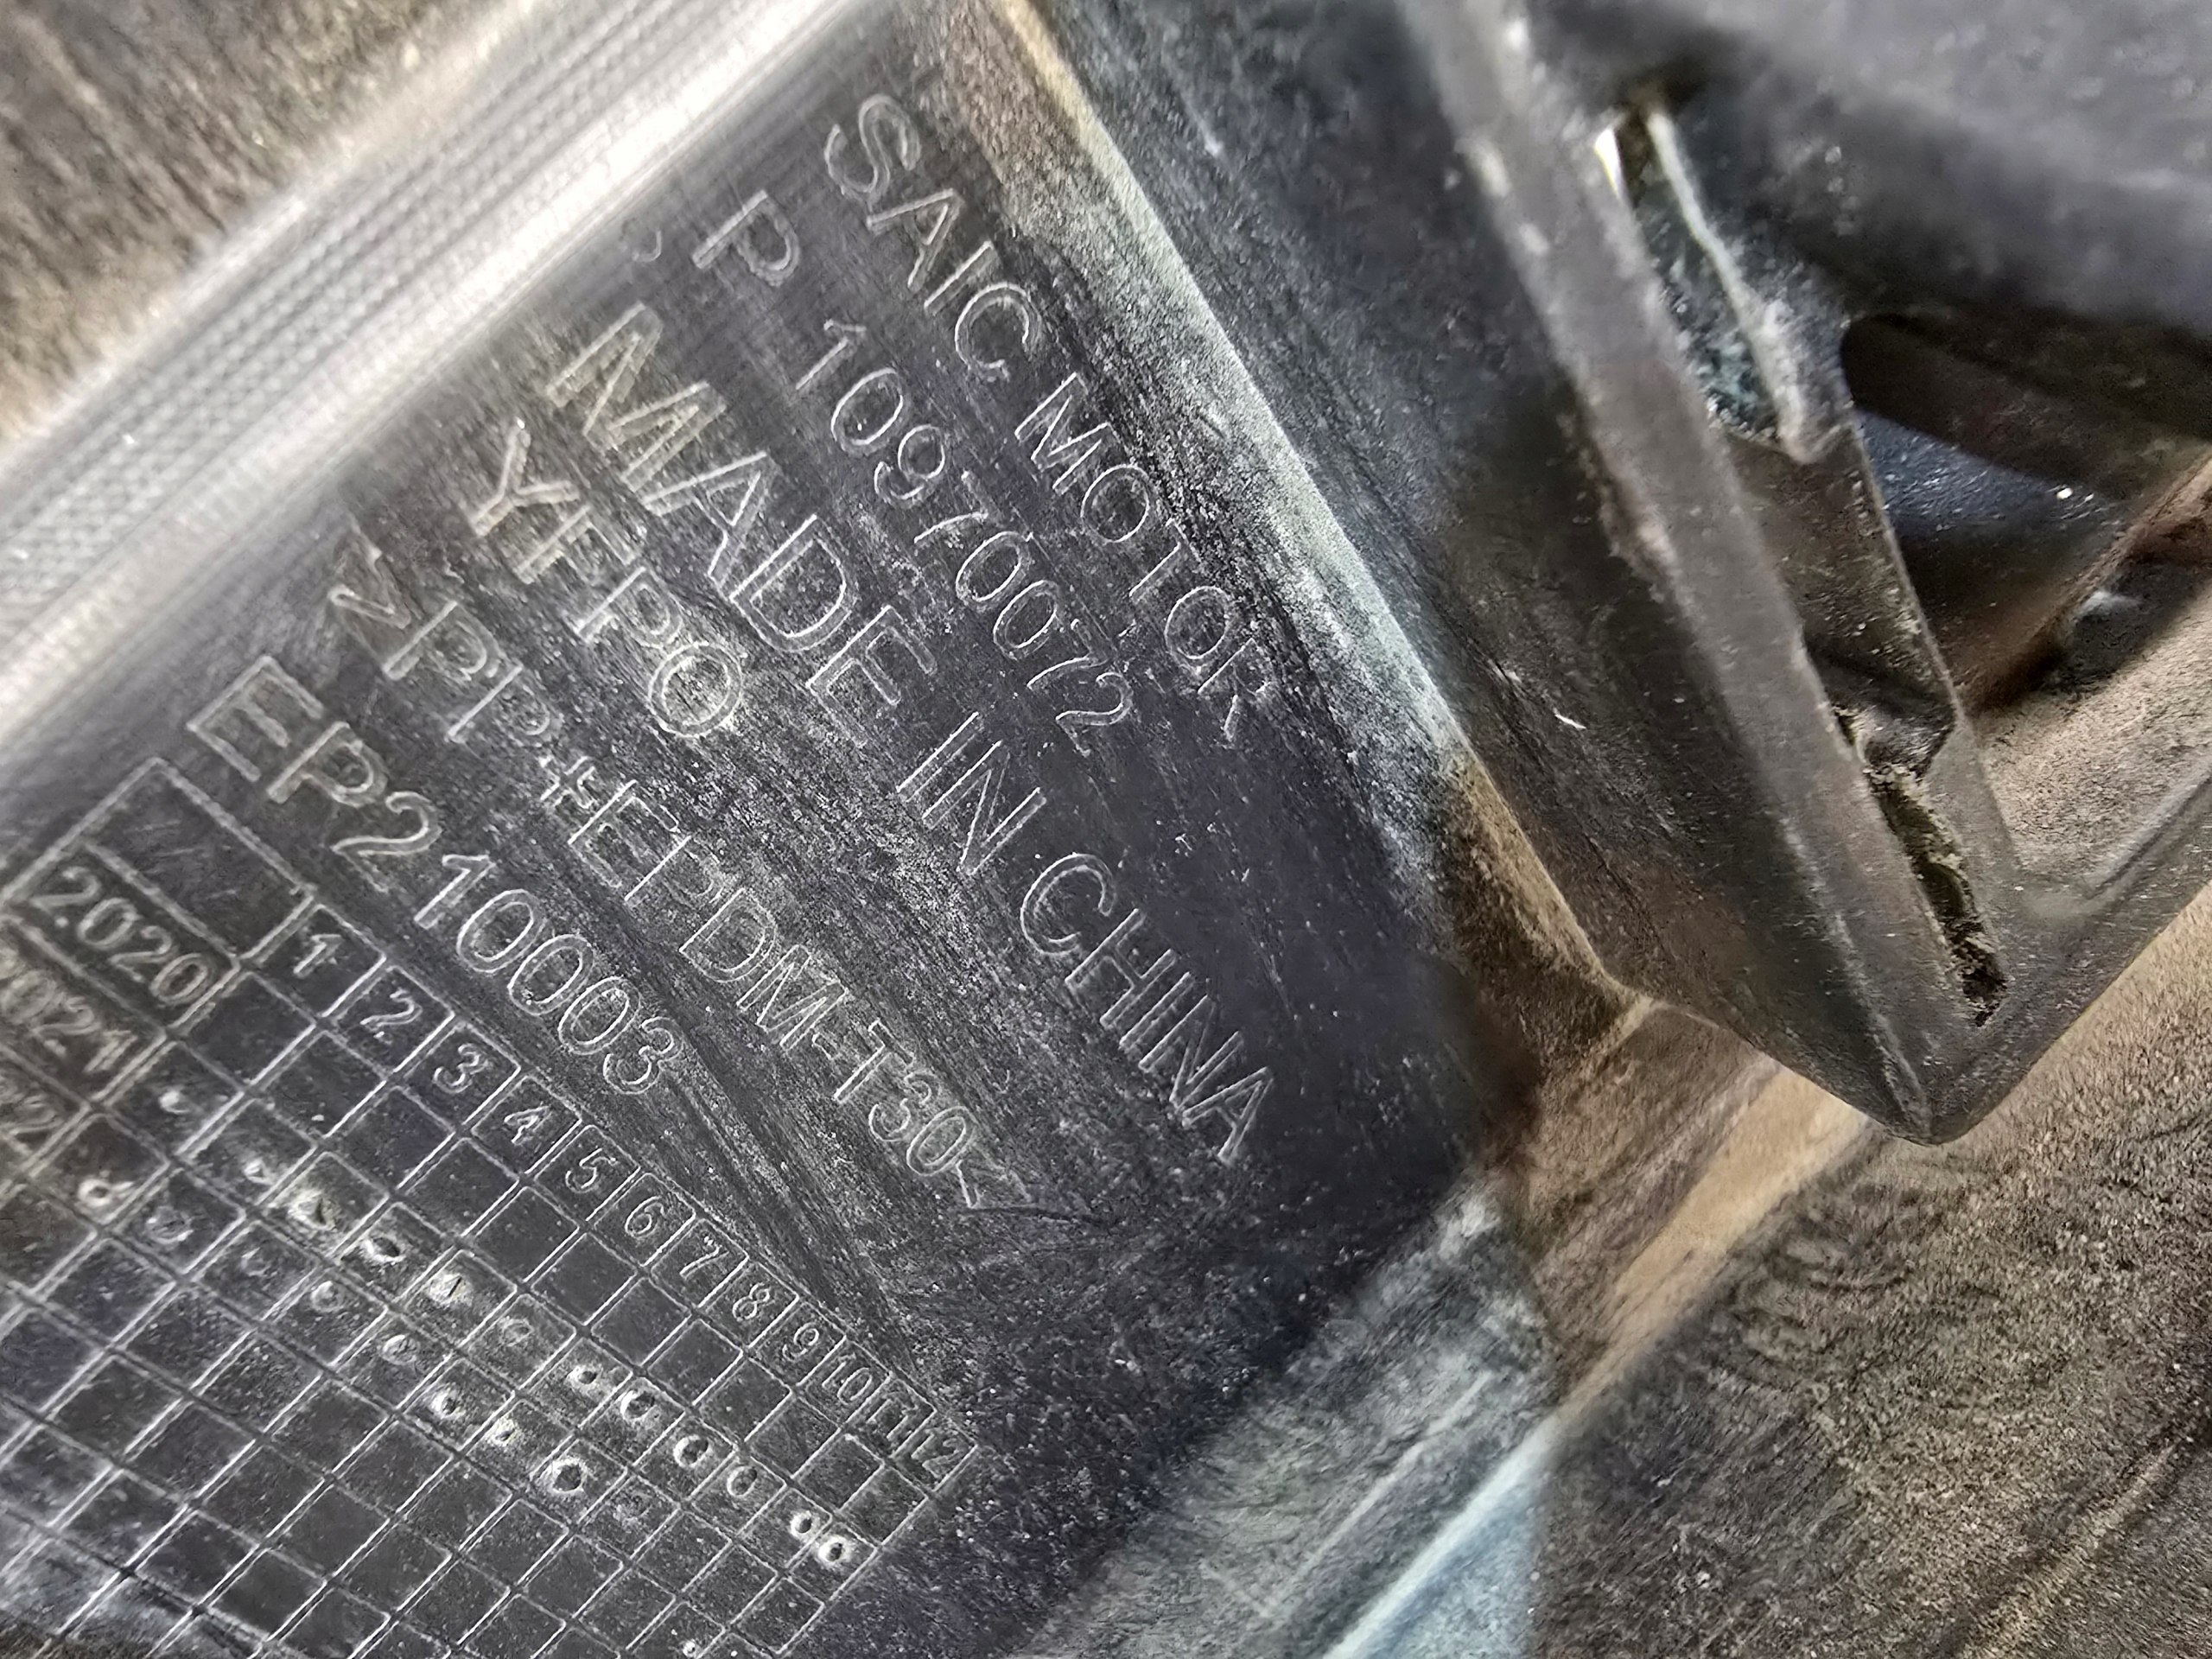 SAIC MOTOR
P 10970072
MADE IN CHINA
YFPO
>PP+EPDM-T30<
EP210003
1 2 3 4 5 6 7 8 9 10 11 12
2020
2021